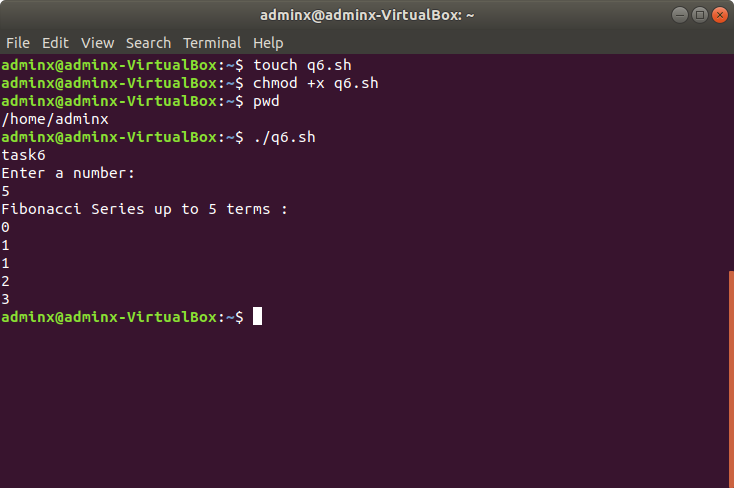 adminx@adminx-VirtualBox: ~
File Edit View Search Terminal Help
adminx@adminx-VirtualBox:~$ touch q6.sh
adminx@adminx-VirtualBox:~$ chmod +x q6.sh
adminx@adminx-VirtualBox:~$ pwd
/home/adminx
adminx@adminx-VirtualBox:~$ ./q6.sh
task6
Enter a number:
5
Fibonacci Series up to 5 terms :
0
1
1
2
3
adminx@adminx-VirtualBox:~$